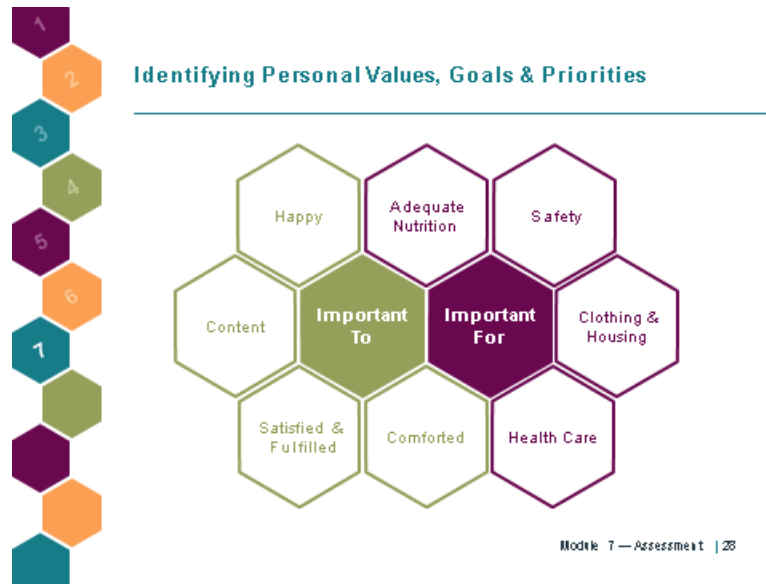 1
2
3
4
5
6
7
Identifying Personal Values, Goals & Priorities
Happy
Adequate
Nutrition
Safety
Content
Important
To
Important
For
Clothing &
Housing
Satisfied &
Fulfilled
Comforted
Health Care
Module 7 — Assessment | 28